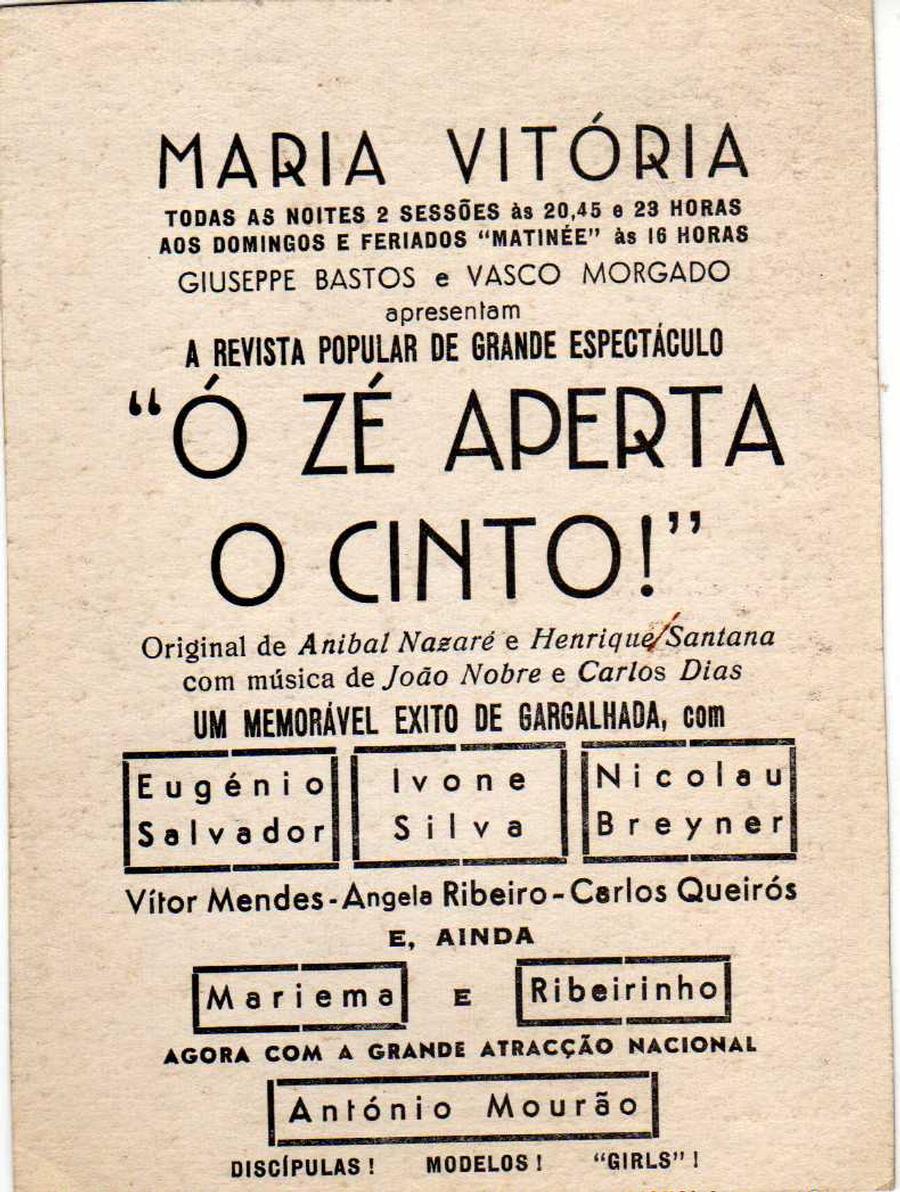 MARIA VITÓRIA
TODAS AS NOITES 2 SESSÕES às 20,45 e 23 HORAS
AOS DOMINGOS E FERIADOS “MATINÉE” às 16 HORAS
GIUSEPPE BASTOS e VASCO MORGADO
apresentam
A REVISTA POPULAR DE GRANDE ESPECTÁCULO
“Ó ZÉ APERTA
O CINTO!”
Original de Anibal Nazaré e Henrique Santana
com música de João Nobre e Carlos Dias
UM MEMORÁVEL EXITO DE GARGALHADA, com
Eugénio Salvador
Ivone Silva
Nicolau Breyner
Vítor Mendes - Angela Ribeiro - Carlos Queirós
E, AINDA
Mariema E Ribeirinho
AGORA COM A GRANDE ATRACÇÃO NACIONAL
António Mourão
DISCÍPULAS! MODELOS! “GIRLS”!